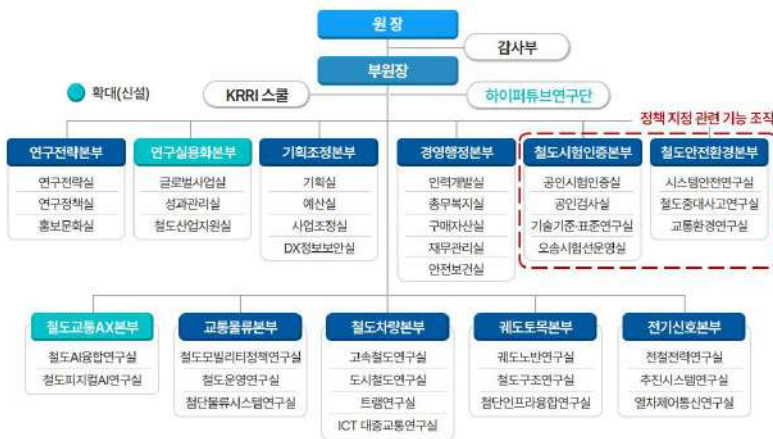 원장
감사부
부원장
확대(신설)
KRRI 스쿨
하이퍼튜브연구단
정책 지정 관련 기능 조직
연구전략본부
연구전략실
연구정책실
홍보문화실
연구실용화본부
글로벌사업실
성과관리실
철도산업지원실
기획조정본부
기획실
예산실
사업조정실
DX정보보안실
경영행정본부
인력개발실
총무복지실
구매자산실
재무관리실
안전보건실
철도시험인증본부
공인시험인증실
공인검사실
기술기준·표준연구실
오송시험선운영실
철도안전환경본부
시스템안전연구실
철도중대사고연구실
교통환경연구실
철도교통AX본부
철도AI융합연구실
철도피지컬AI연구실
교통물류본부
철도모빌리티정책연구실
철도운영연구실
첨단물류시스템연구실
철도차량본부
고속철도연구실
도시철도연구실
트램연구실
ICT 대중교통연구실
궤도토목본부
궤도노반연구실
철도구조연구실
첨단인프라융합연구실
전기신호본부
전철전력연구실
추진시스템연구실
열차제어통신연구실